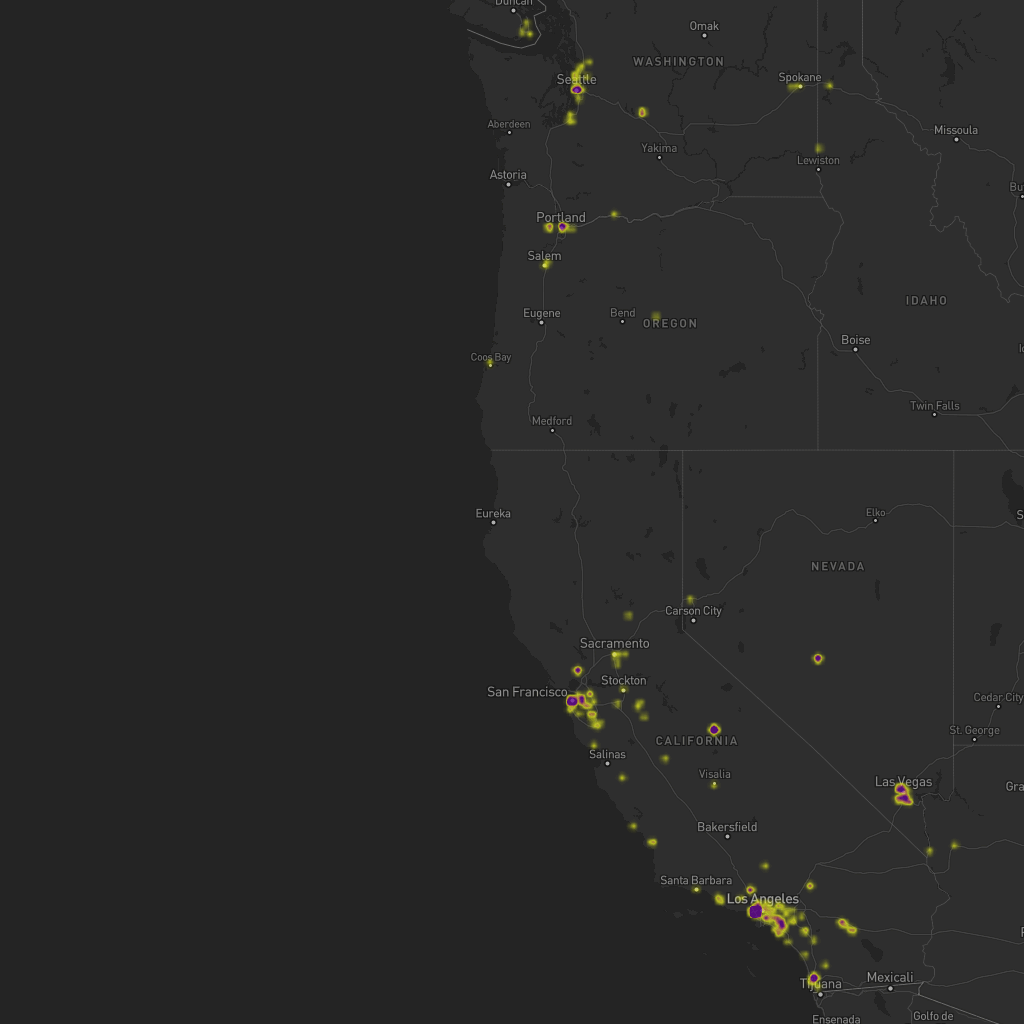 Duncan
Omak
WASHINGTON
Seattle
Spokane
Aberdeen
Missoula
Yakima
Lewiston
Astoria
Bu
Portland
Salem
IDAHO
Eugene
Bend
OREGON
Boise
Coos Bay
Twin Falls
Medford
Eureka
Elko
S
NEVADA
Carson City
Sacramento
Stockton
San Francisco
Cedar City
St. George
CALIFORNIA
Salinas
Visalia
Las Vegas
Gra
Bakersfield
Santa Barbara
Los Angeles
Mexicali
Tijuana
Ensenada
Golfo de